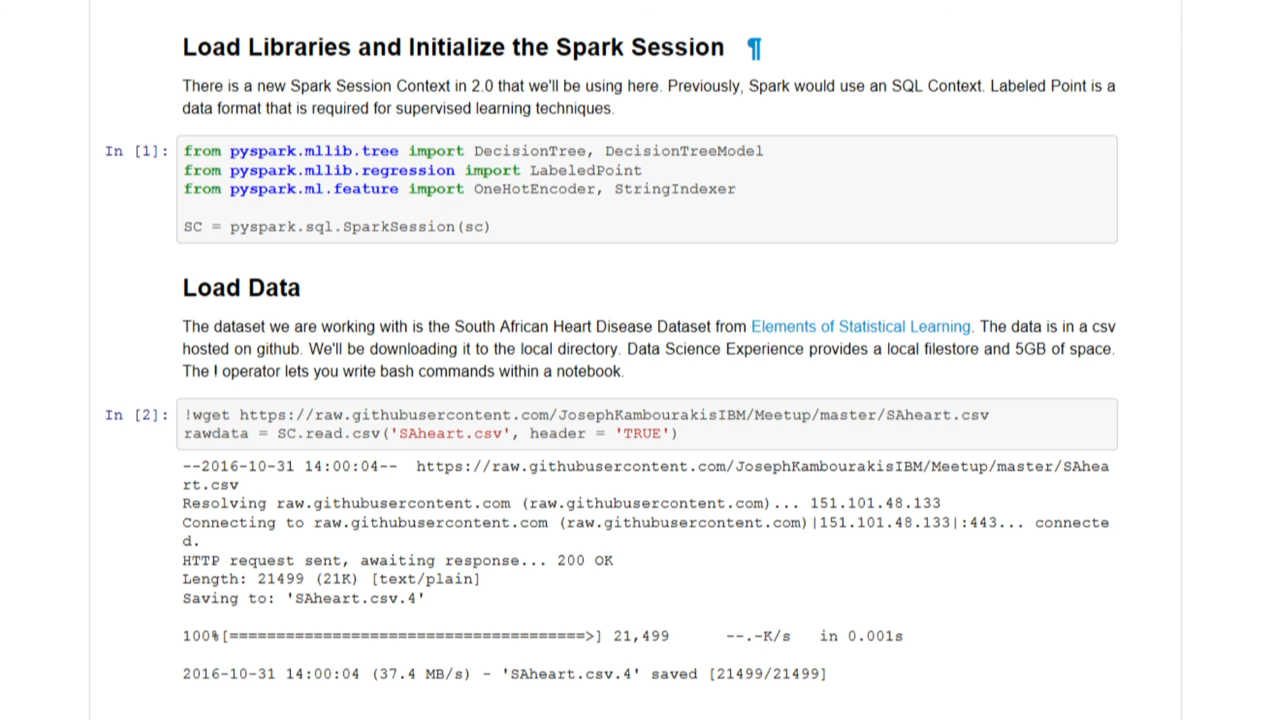 Load Libraries and Initialize the Spark Session ¶
There is a new Spark Session Context in 2.0 that we'll be using here. Previously, Spark would use an SQL Context. Labeled Point is a
data format that is required for supervised learning techniques.
In [1]: from pyspark.mllib.tree import DecisionTree, DecisionTreeModel
from pyspark.mllib.regression import LabeledPoint
from pyspark.ml.feature import OneHotEncoder, StringIndexer
SC = pyspark.sql.SparkSession(sc)
Load Data
The dataset we are working with is the South African Heart Disease Dataset from Elements of Statistical Learning. The data is in a csv
hosted on github. We'll be downloading it to the local directory. Data Science Experience provides a local filestore and 5GB of space.
The ! operator lets you write bash commands within a notebook.
In [2]: !wget https://raw.githubusercontent.com/JosephKambourakisIBM/Meetup/master/SAheart.csv
rawdata = SC.read.csv('SAheart.csv', header = 'TRUE')
--2016-10-31 14:00:04-- https://raw.githubusercontent.com/JosephKambourakisIBM/Meetup/master/SAhea
rt.csv
Resolving raw.githubusercontent.com (raw.githubusercontent.com)... 151.101.48.133
Connecting to raw.githubusercontent.com (raw.githubusercontent.com)|151.101.48.133|:443... connecte
d.
HTTP request sent, awaiting response... 200 OK
Length: 21499 (21K) [text/plain]
Saving to: 'SAheart.csv.4'
100%[======================================>] 21,499 --.-K/s in 0.001s
2016-10-31 14:00:04 (37.4 MB/s) - 'SAheart.csv.4' saved [21499/21499]